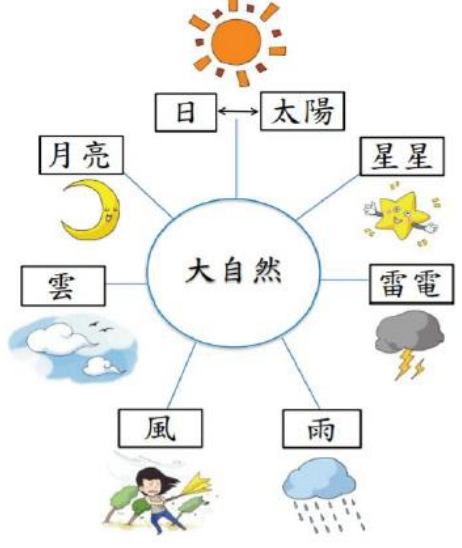 日 太陽
月亮
星星
大自然
雲
雷電
風
雨